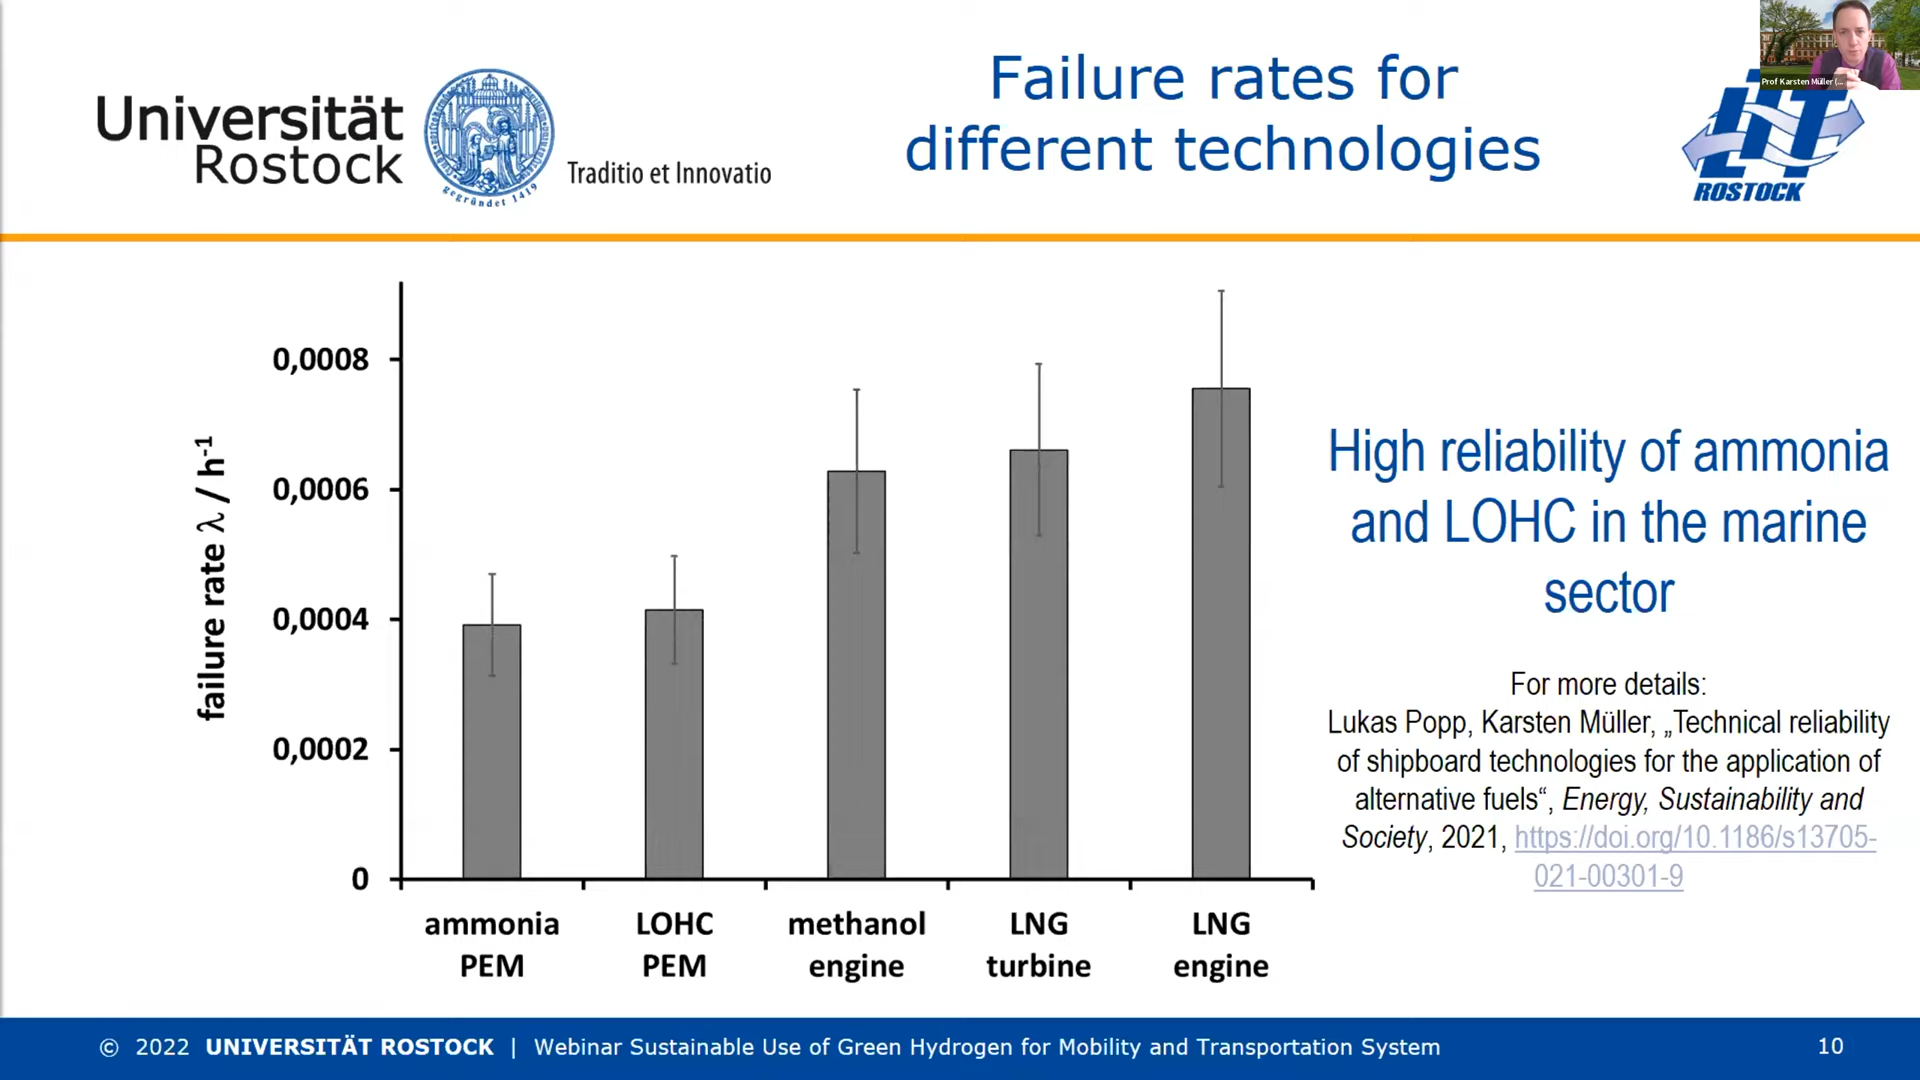 Universität
Rostock
gegründet 1419
Traditio et Innovatio
Failure rates for
different technologies
Prof Karsten Müller (...
ROSTOCK
failure rate λ / h-1
0,0008
0,0006
0,0004
0,0002
0
ammonia
PEM
LOHC
PEM
methanol
engine
LNG
turbine
LNG
engine
High reliability of ammonia
and LOHC in the marine
sector
For more details:
Lukas Popp, Karsten Müller, „Technical reliability
of shipboard technologies for the application of
alternative fuels“, Energy, Sustainability and
Society, 2021, https://doi.org/10.1186/s13705-
021-00301-9
© 2022 UNIVERSITÄT ROSTOCK | Webinar Sustainable Use of Green Hydrogen for Mobility and Transportation System
10